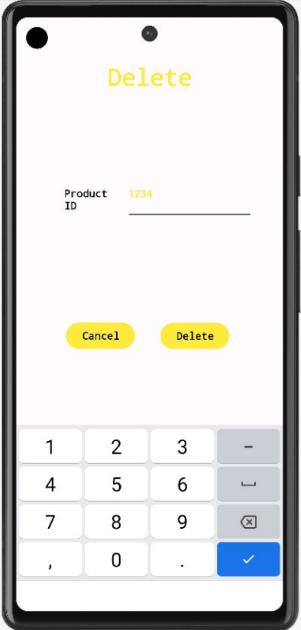 Delete
Product 1234
ID
Cancel Delete
1 2 3 -
4 5 6
7 8 9
, 0 .